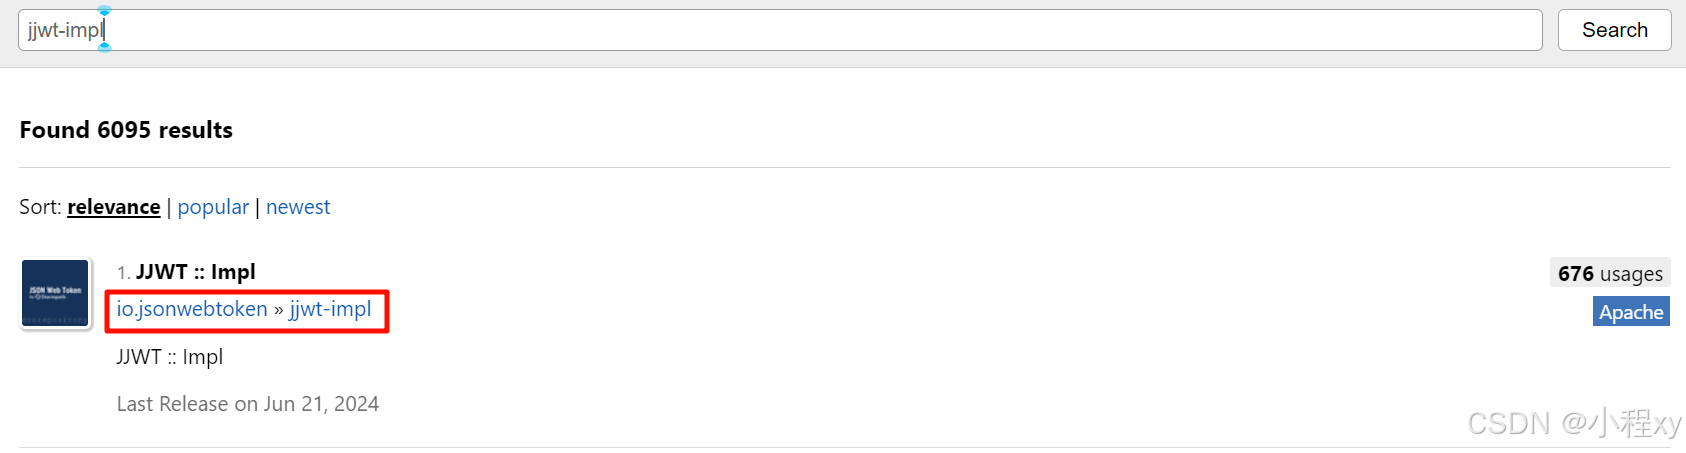 jjwt-impl
Search
Found 6095 results
Sort: relevance | popular | newest
1. JJWT :: Impl
676 usages
io.jsonwebtoken » jjwt-impl
Apache
JSON Web Token
JJWT :: Impl
Last Release on Jun 21, 2024
CSDN @小程xy